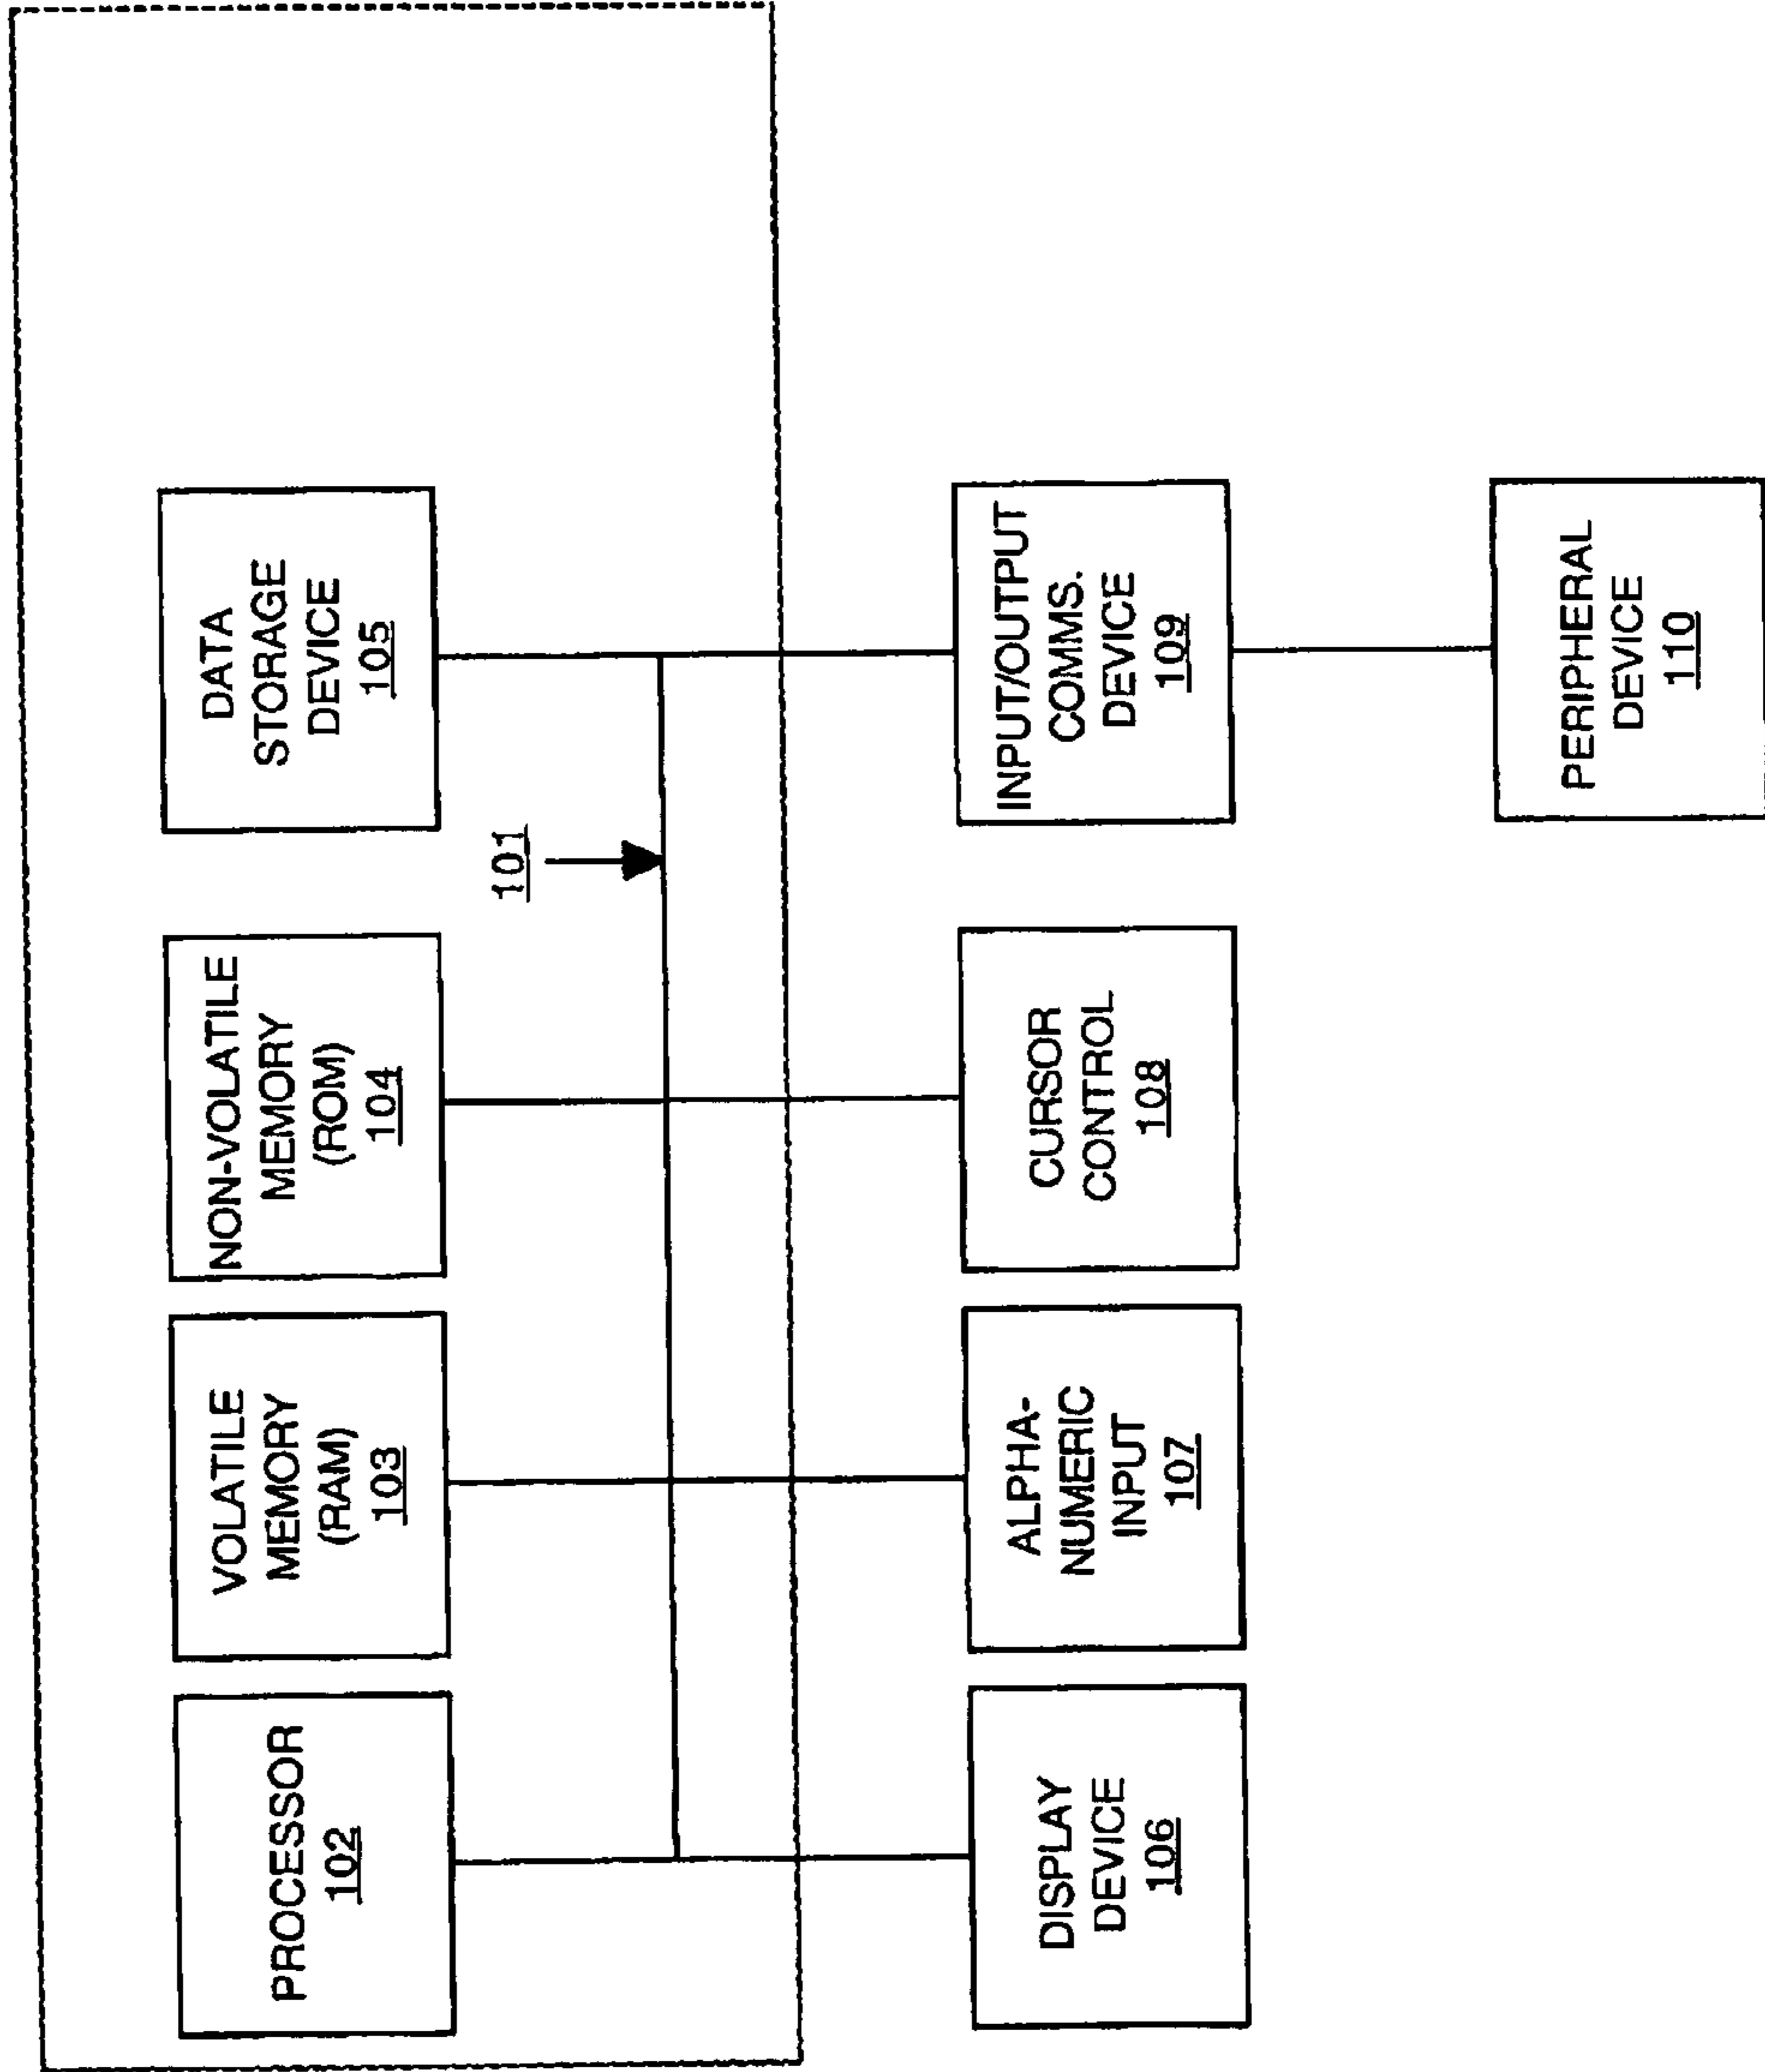 PROCESSOR
102
VOLATILE
MEMORY
(RAM)
103
NON-VOLATILE
MEMORY
(ROM)
104
DATA
STORAGE
DEVICE
105
101
DISPLAY
DEVICE
106
ALPHA-
NUMERIC
INPUT
107
CURSOR
CONTROL
108
INPUT/OUTPUT
COMMS.
DEVICE
109
PERIPHERAL
DEVICE
110